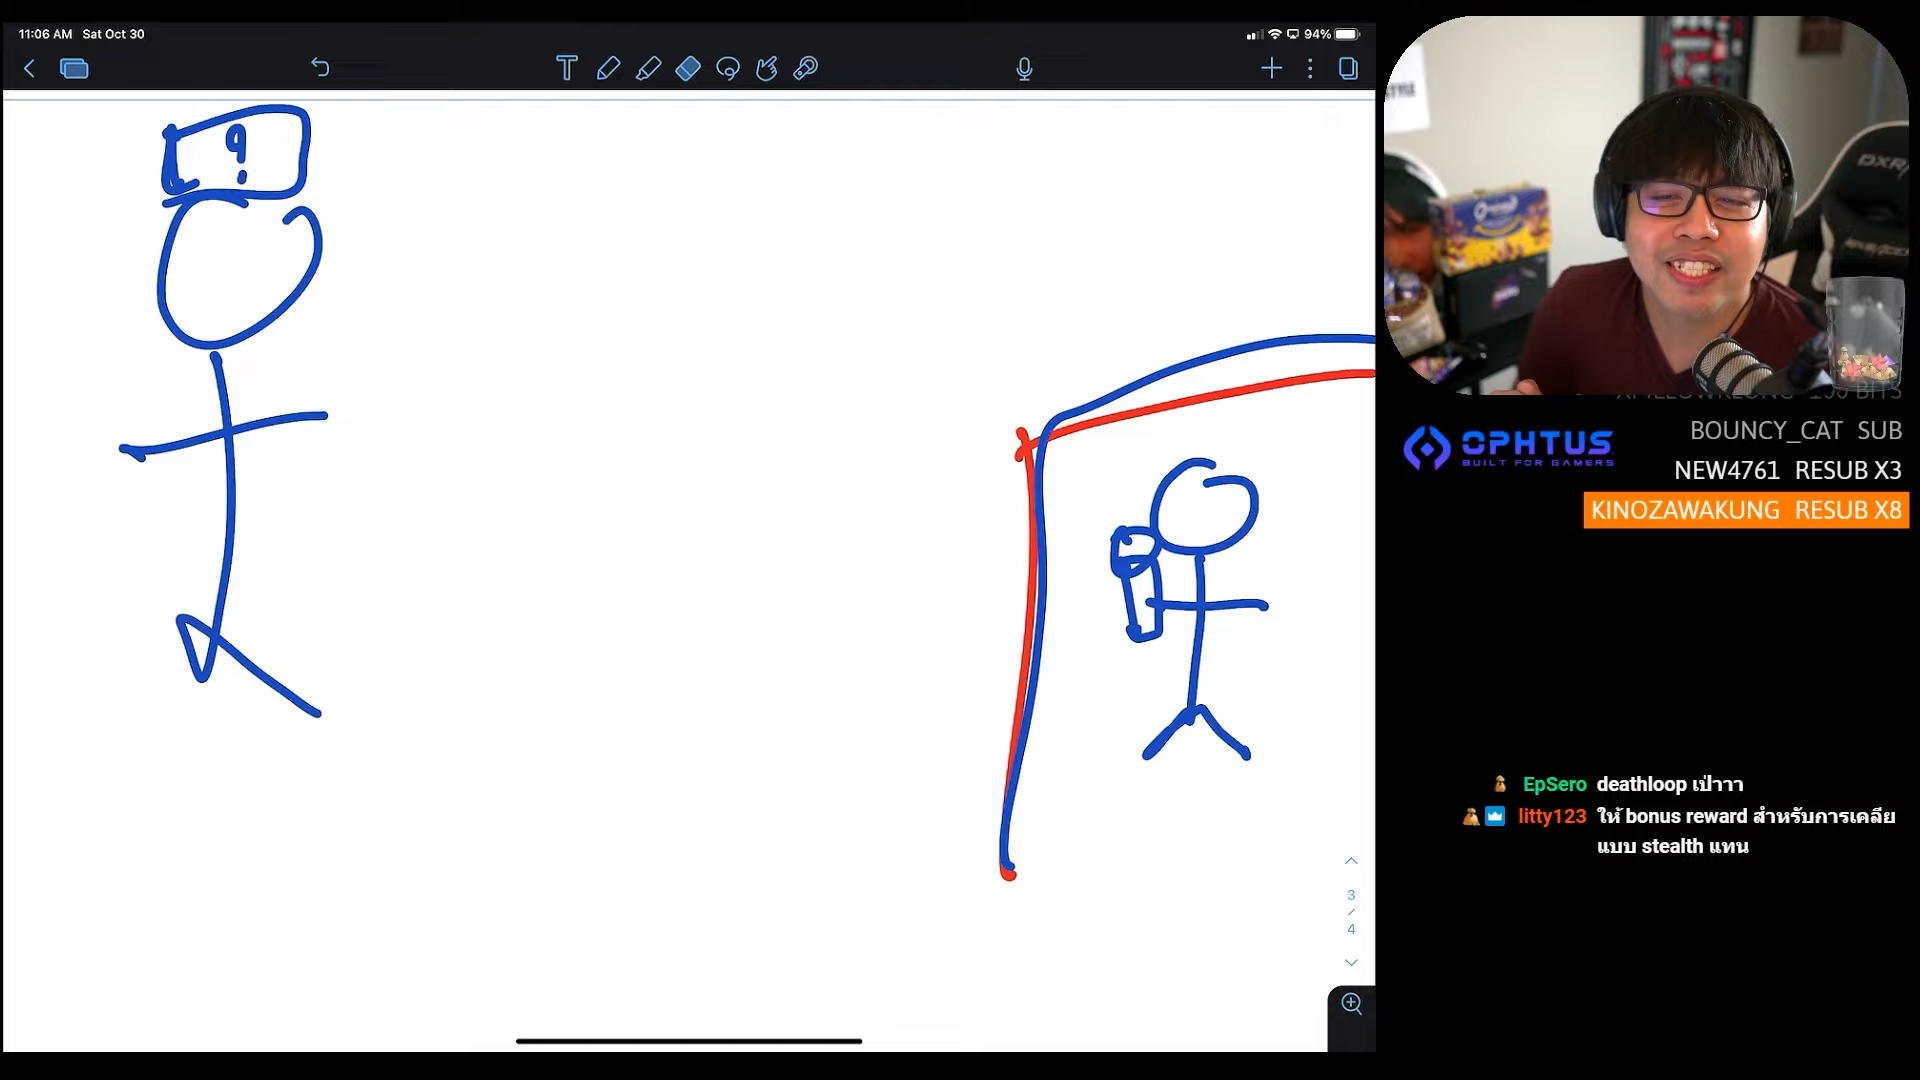 11:06 AM Sat Oct 30
94%
?
STYLE
DXR
OPHTUS
BUILT FOR GAMERS
BOUNCY_CAT SUB
NEW4761 RESUB X3
KINOZAWAKUNG RESUB X8
EpSero deathloop เป่าาา
litty123 ให้ bonus reward สำหรับการเคลีย
แบบ stealth แทน
3
/
4